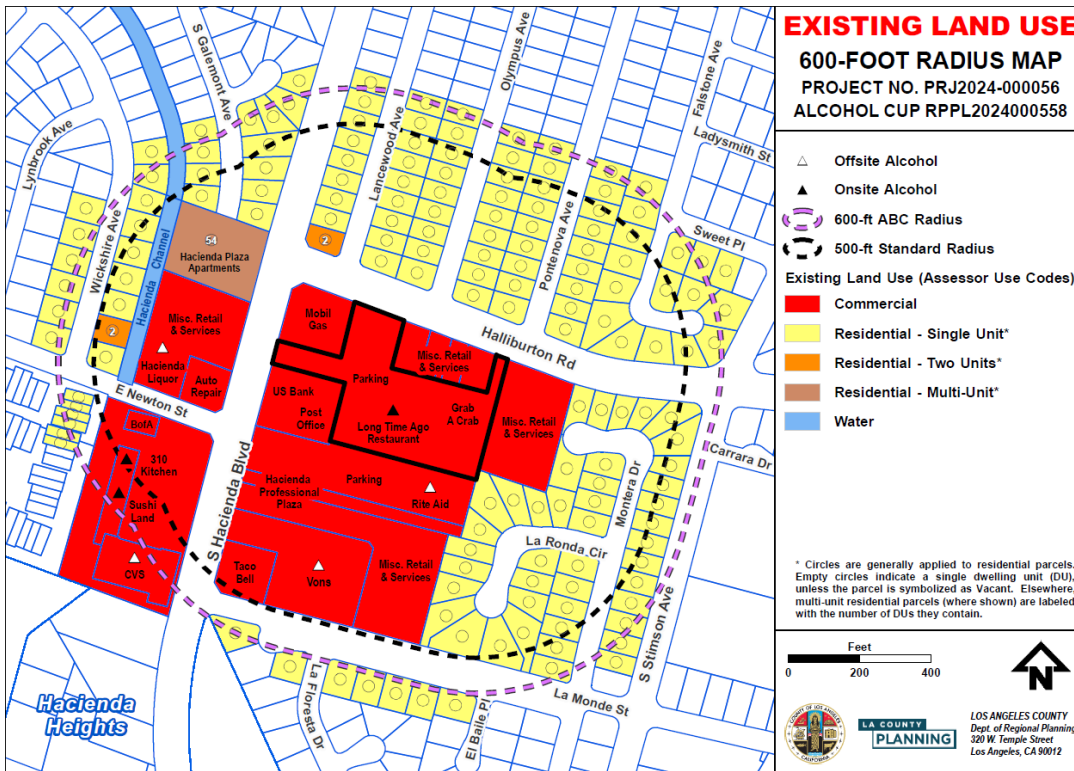 EXISTING LAND USE
600-FOOT RADIUS MAP
PROJECT NO. PRJ2024-000056
ALCOHOL CUP RPPL2024000558
Offsite Alcohol
Onsite Alcohol
600-ft ABC Radius
500-ft Standard Radius
Existing Land Use (Assessor Use Codes)
Commercial
Residential - Single Unit*
Residential - Two Units*
Residential - Multi-Unit*
Water
* Circles are generally applied to residential parcels.
Empty circles indicate a single dwelling unit (DU),
unless the parcel is symbolized as Vacant. Elsewhere,
multi-unit residential parcels (where shown) are labeled
with the number of DUs they contain.
Feet
0 200 400
N
COUNTY OF LOS ANGELES
CALIFORNIA
LA COUNTY
PLANNING
LOS ANGELES COUNTY
Dept. of Regional Planning
320 W. Temple Street
Los Angeles, CA 90012
S Galemont Ave
Olympus Ave
Falstone Ave
Lancewood Ave
Lynbrook Ave
Ladysmith St
Wickshire Ave
Pontenova Ave
Sweet Pl
54
Hacienda Plaza
Apartments
2
Hacienda Channel
Mobil
Gas
Halliburton Rd
2
Misc. Retail
& Services
Misc. Retail
& Services
Hacienda
Liquor
Auto
Repair
Parking
US Bank
Post
Office
Grab
A Crab
Long Time Ago
Restaurant
Misc. Retail
& Services
E Newton St
BofA
310
Kitchen
Sushi
Land
CVS
S Hacienda Blvd
Hacienda
Professional
Plaza
Parking
Rite Aid
Montera Dr
Carrara Dr
La Ronda Cir
Taco
Bell
Vons
Misc. Retail
& Services
S Stimson Ave
La Floresta Dr
El Baile Pl
La Monde St
Hacienda
Heights